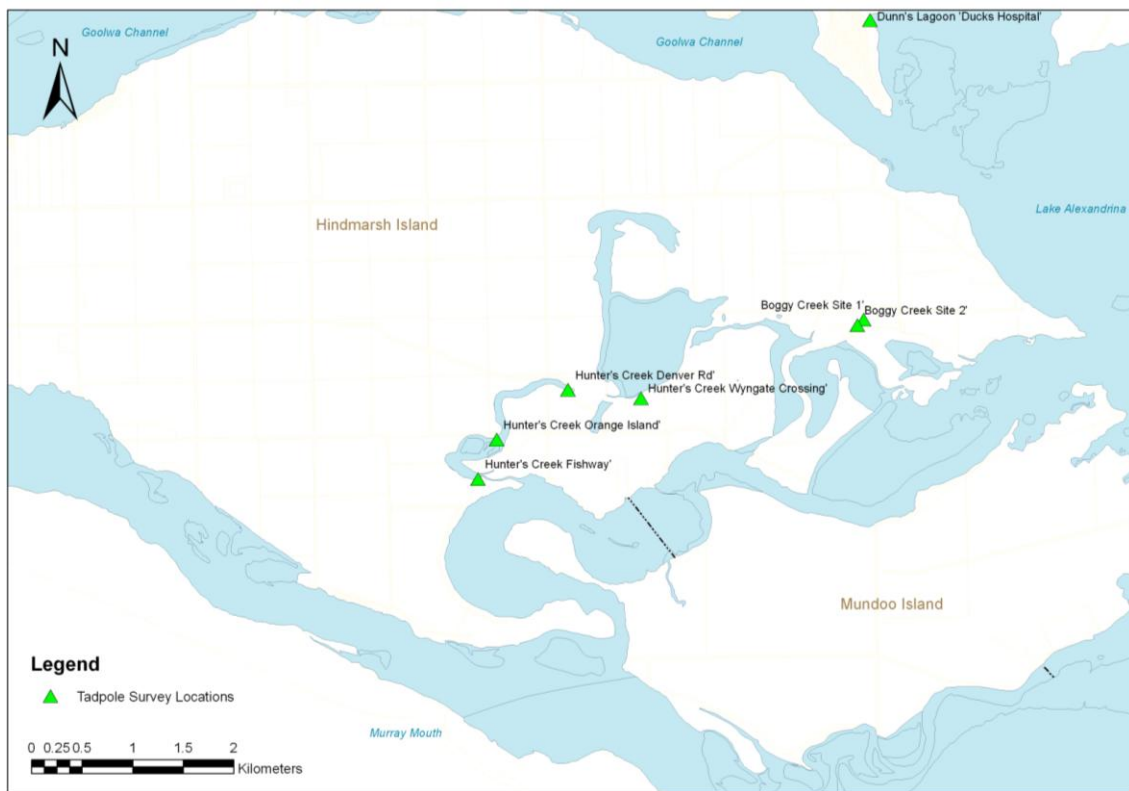 Dunn's Lagoon 'Ducks Hospital'
Goolwa Channel
Goolwa Channel
N
Lake Alexandrina
Hindmarsh Island
Boggy Creek Site 1'
Boggy Creek Site 2'
Hunter's Creek Denver Rd'
Hunter's Creek Wyngate Crossing'
Hunter's Creek Orange Island'
Hunter's Creek Fishway'
Mundoo Island
Legend
Tadpole Survey Locations
Murray Mouth
0 0.25 0.5 1 1.5 2
Kilometers